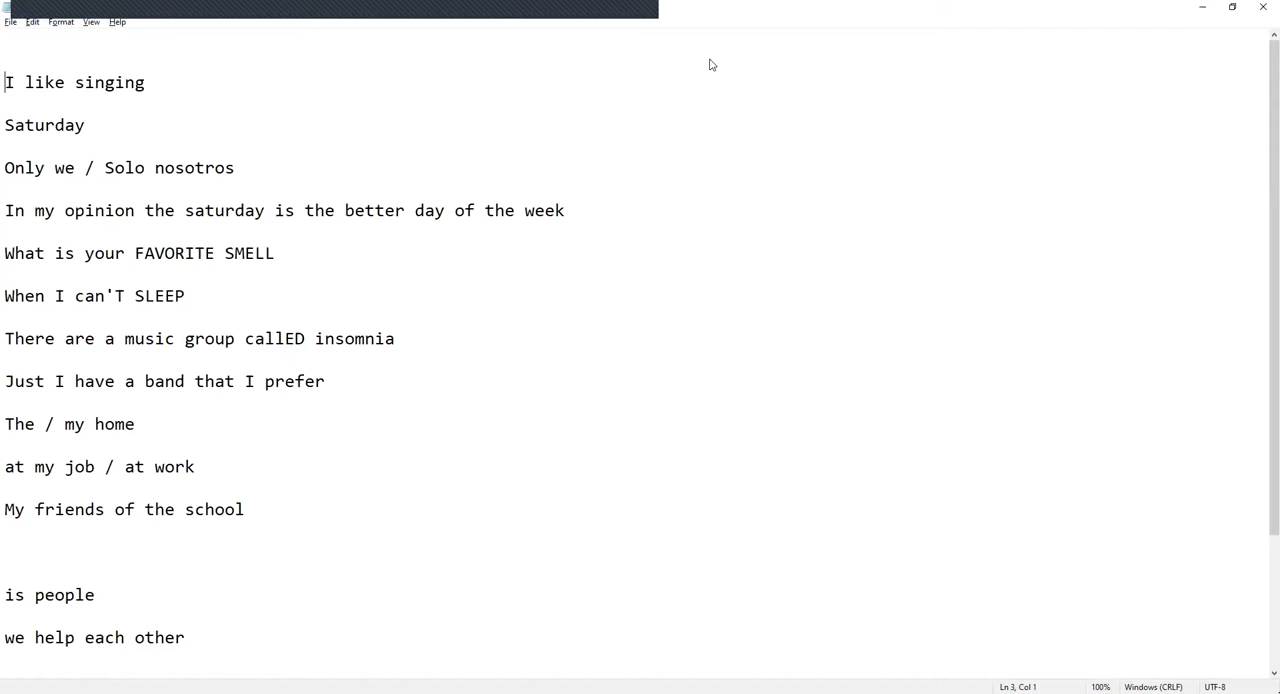 File Edit Format View Help
I like singing
Saturday
Only we / Solo nosotros
In my opinion the saturday is the better day of the week
What is your FAVORITE SMELL
When I can'T SLEEP
There are a music group callED insomnia
Just I have a band that I prefer
The / my home
at my job / at work
My friends of the school
is people
we help each other
Ln 3, Col 1 100% Windows (CRLF) UTF-8